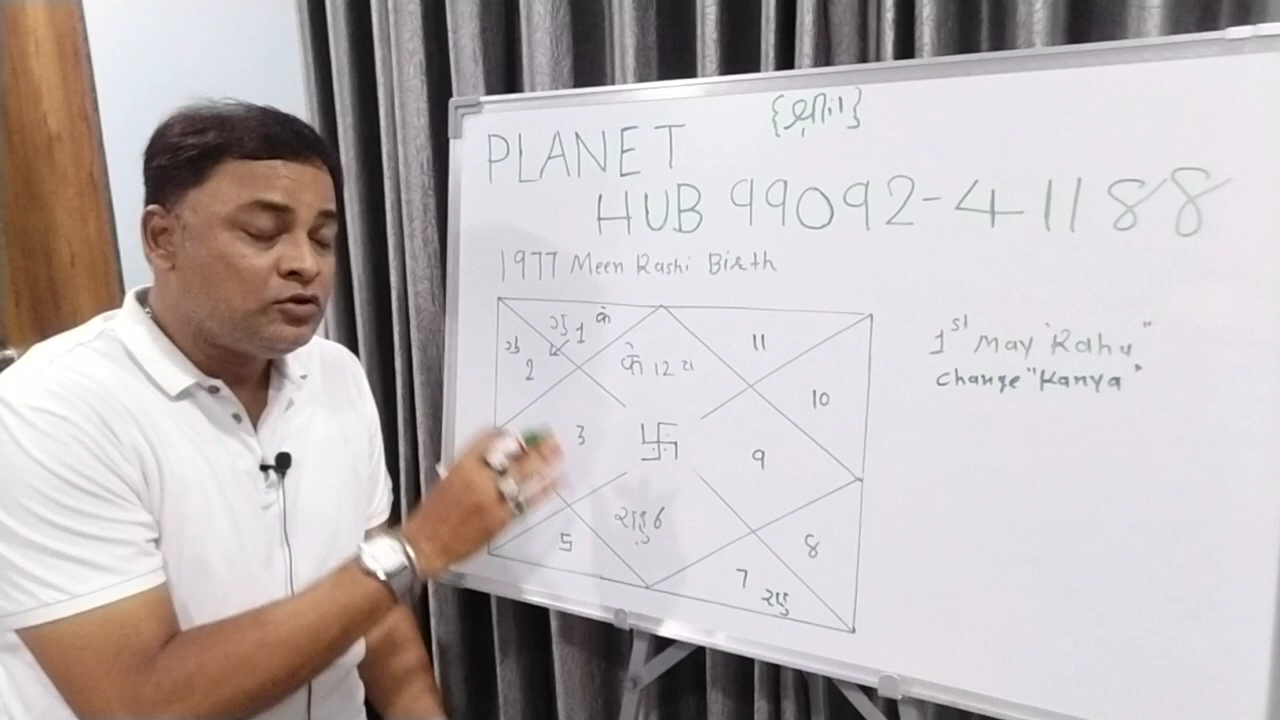 PLANET
HUB 99092-41188
1977 Meen Rashi Birth
1st May "Rahu"
change "Kanya"
ગુ 1 के
2
के 12 ચ
11
10
3
9
5
રાહુ 6
7
રાહુ
8